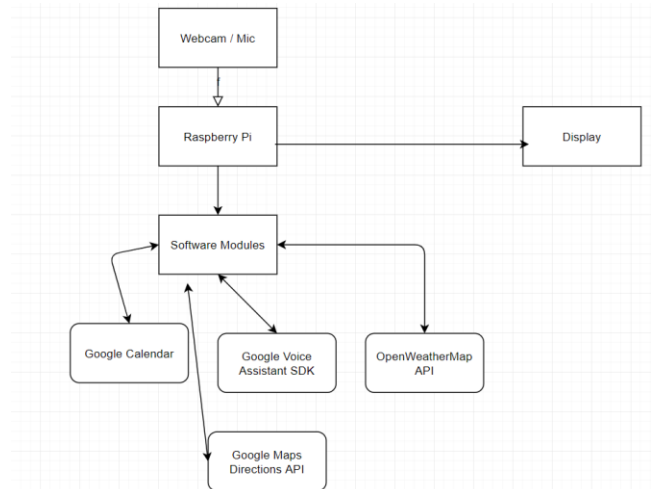 Webcam / Mic
Raspberry Pi
Display
Software Modules
Google Calendar
Google Voice
Assistant SDK
OpenWeatherMap
API
Google Maps
Directions API